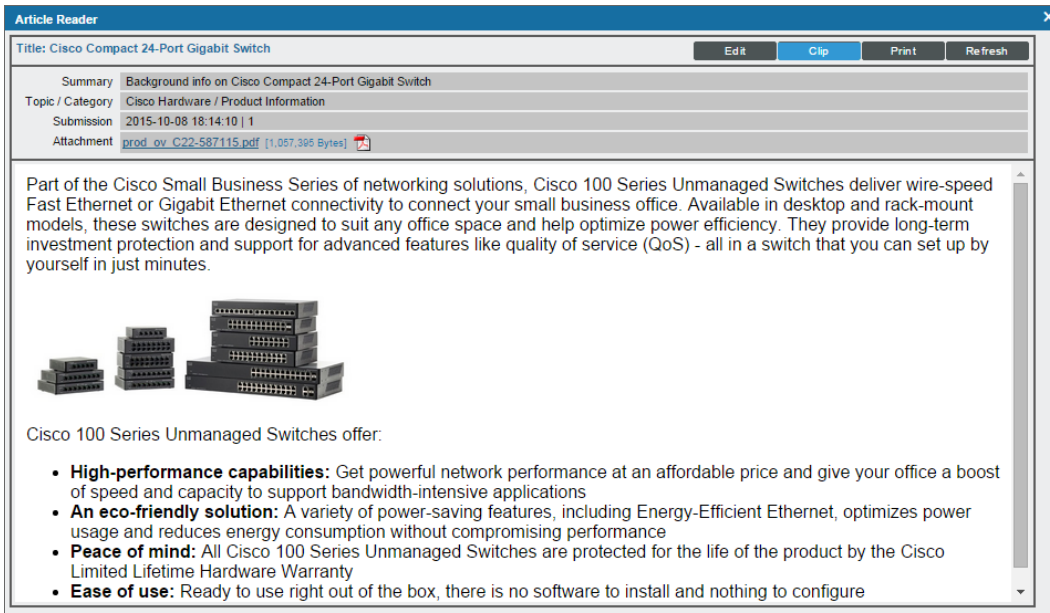 Article Reader
Title: Cisco Compact 24-Port Gigabit Switch
Edit Clip Print Refresh
Summary Background info on Cisco Compact 24-Port Gigabit Switch
Topic / Category Cisco Hardware / Product Information
Submission 2015-10-08 18:14:10 | 1
Attachment prod_ov_C22-587115.pdf [1,057,395 Bytes]
Part of the Cisco Small Business Series of networking solutions, Cisco 100 Series Unmanaged Switches deliver wire-speed
Fast Ethernet or Gigabit Ethernet connectivity to connect your small business office. Available in desktop and rack-mount
models, these switches are designed to suit any office space and help optimize power efficiency. They provide long-term
investment protection and support for advanced features like quality of service (QoS) - all in a switch that you can set up by
yourself in just minutes.
Cisco 100 Series Unmanaged Switches offer:
• High-performance capabilities: Get powerful network performance at an affordable price and give your office a boost
of speed and capacity to support bandwidth-intensive applications
• An eco-friendly solution: A variety of power-saving features, including Energy-Efficient Ethernet, optimizes power
usage and reduces energy consumption without compromising performance
• Peace of mind: All Cisco 100 Series Unmanaged Switches are protected for the life of the product by the Cisco
Limited Lifetime Hardware Warranty
• Ease of use: Ready to use right out of the box, there is no software to install and nothing to configure